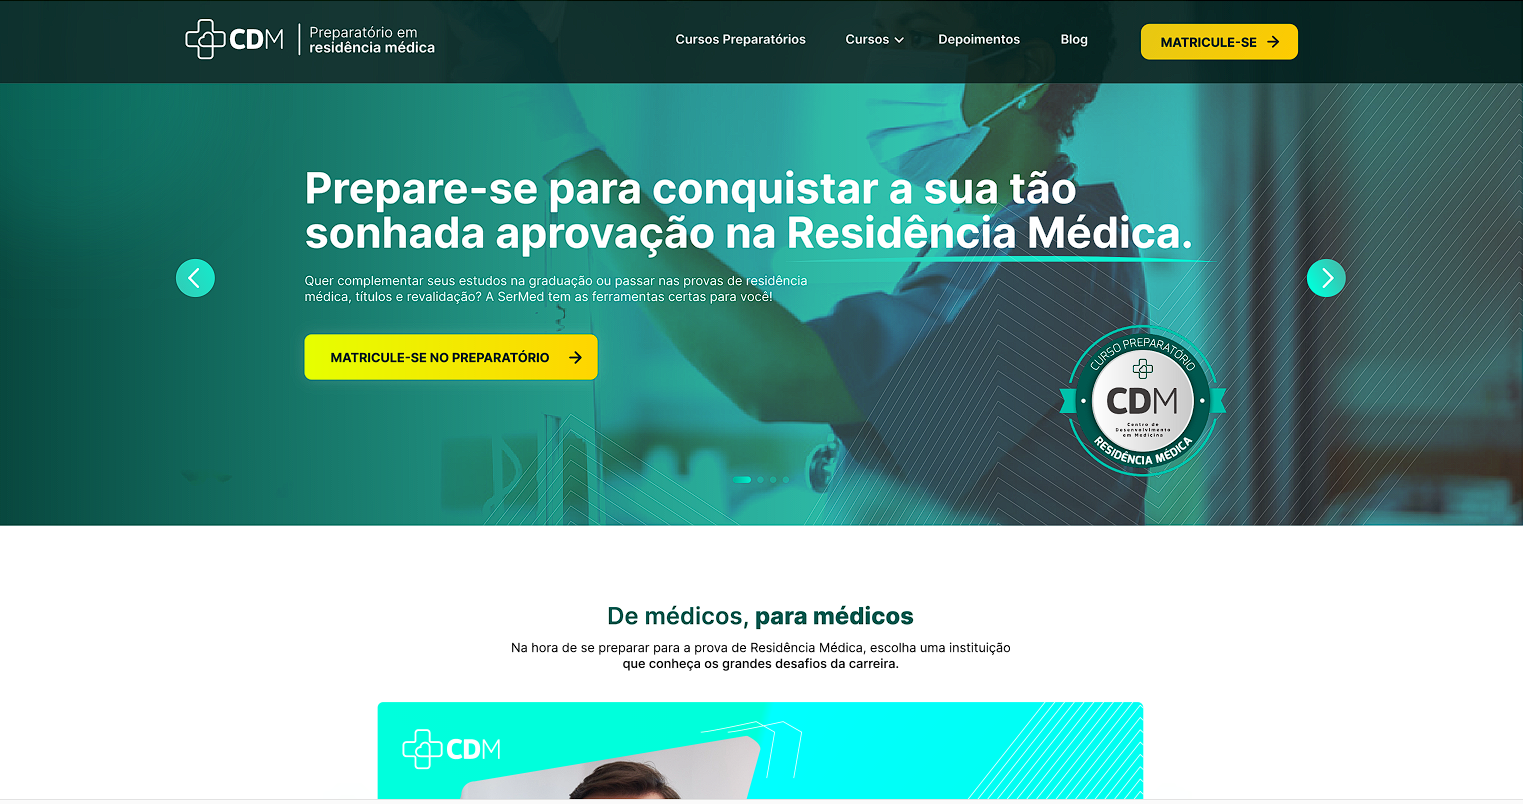 CDM
Preparatório em
residência médica
Cursos Preparatórios
Cursos
Depoimentos
Blog
MATRICULE-SE
Prepare-se para conquistar a sua tão
sonhada aprovação na Residência Médica.
Quer complementar seus estudos na graduação ou passar nas provas de residência
médica, títulos e revalidação? A SerMed tem as ferramentas certas para você!
MATRICULE-SE NO PREPARATÓRIO
CURSO PREPARATÓRIO
CDM
Centro de
Desenvolvimento
em Medicina
RESIDÊNCIA MÉDICA
De médicos, para médicos
Na hora de se preparar para a prova de Residência Médica, escolha uma instituição
que conheça os grandes desafios da carreira.
CDM